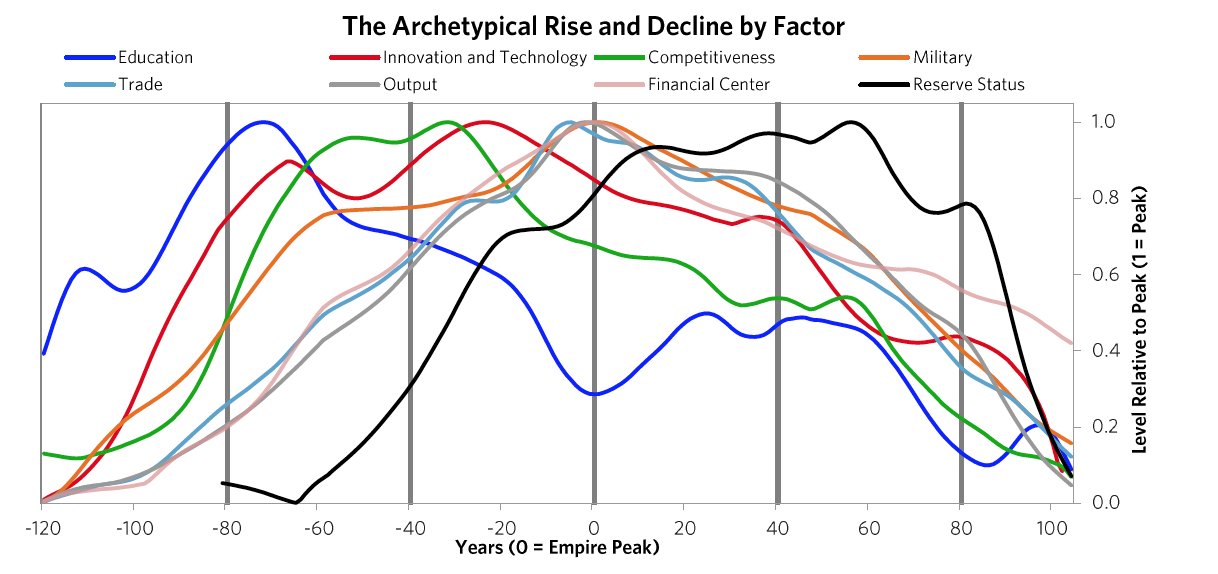 The Archetypical Rise and Decline by Factor
Education Innovation and Technology Competitiveness Military
Trade Output Financial Center Reserve Status
1.0
0.8
0.6
0.4
0.2
0.0
Level Relative to Peak (1 = Peak)
-120 -100 -80 -60 -40 -20 0 20 40 60 80 100
Years (0 = Empire Peak)